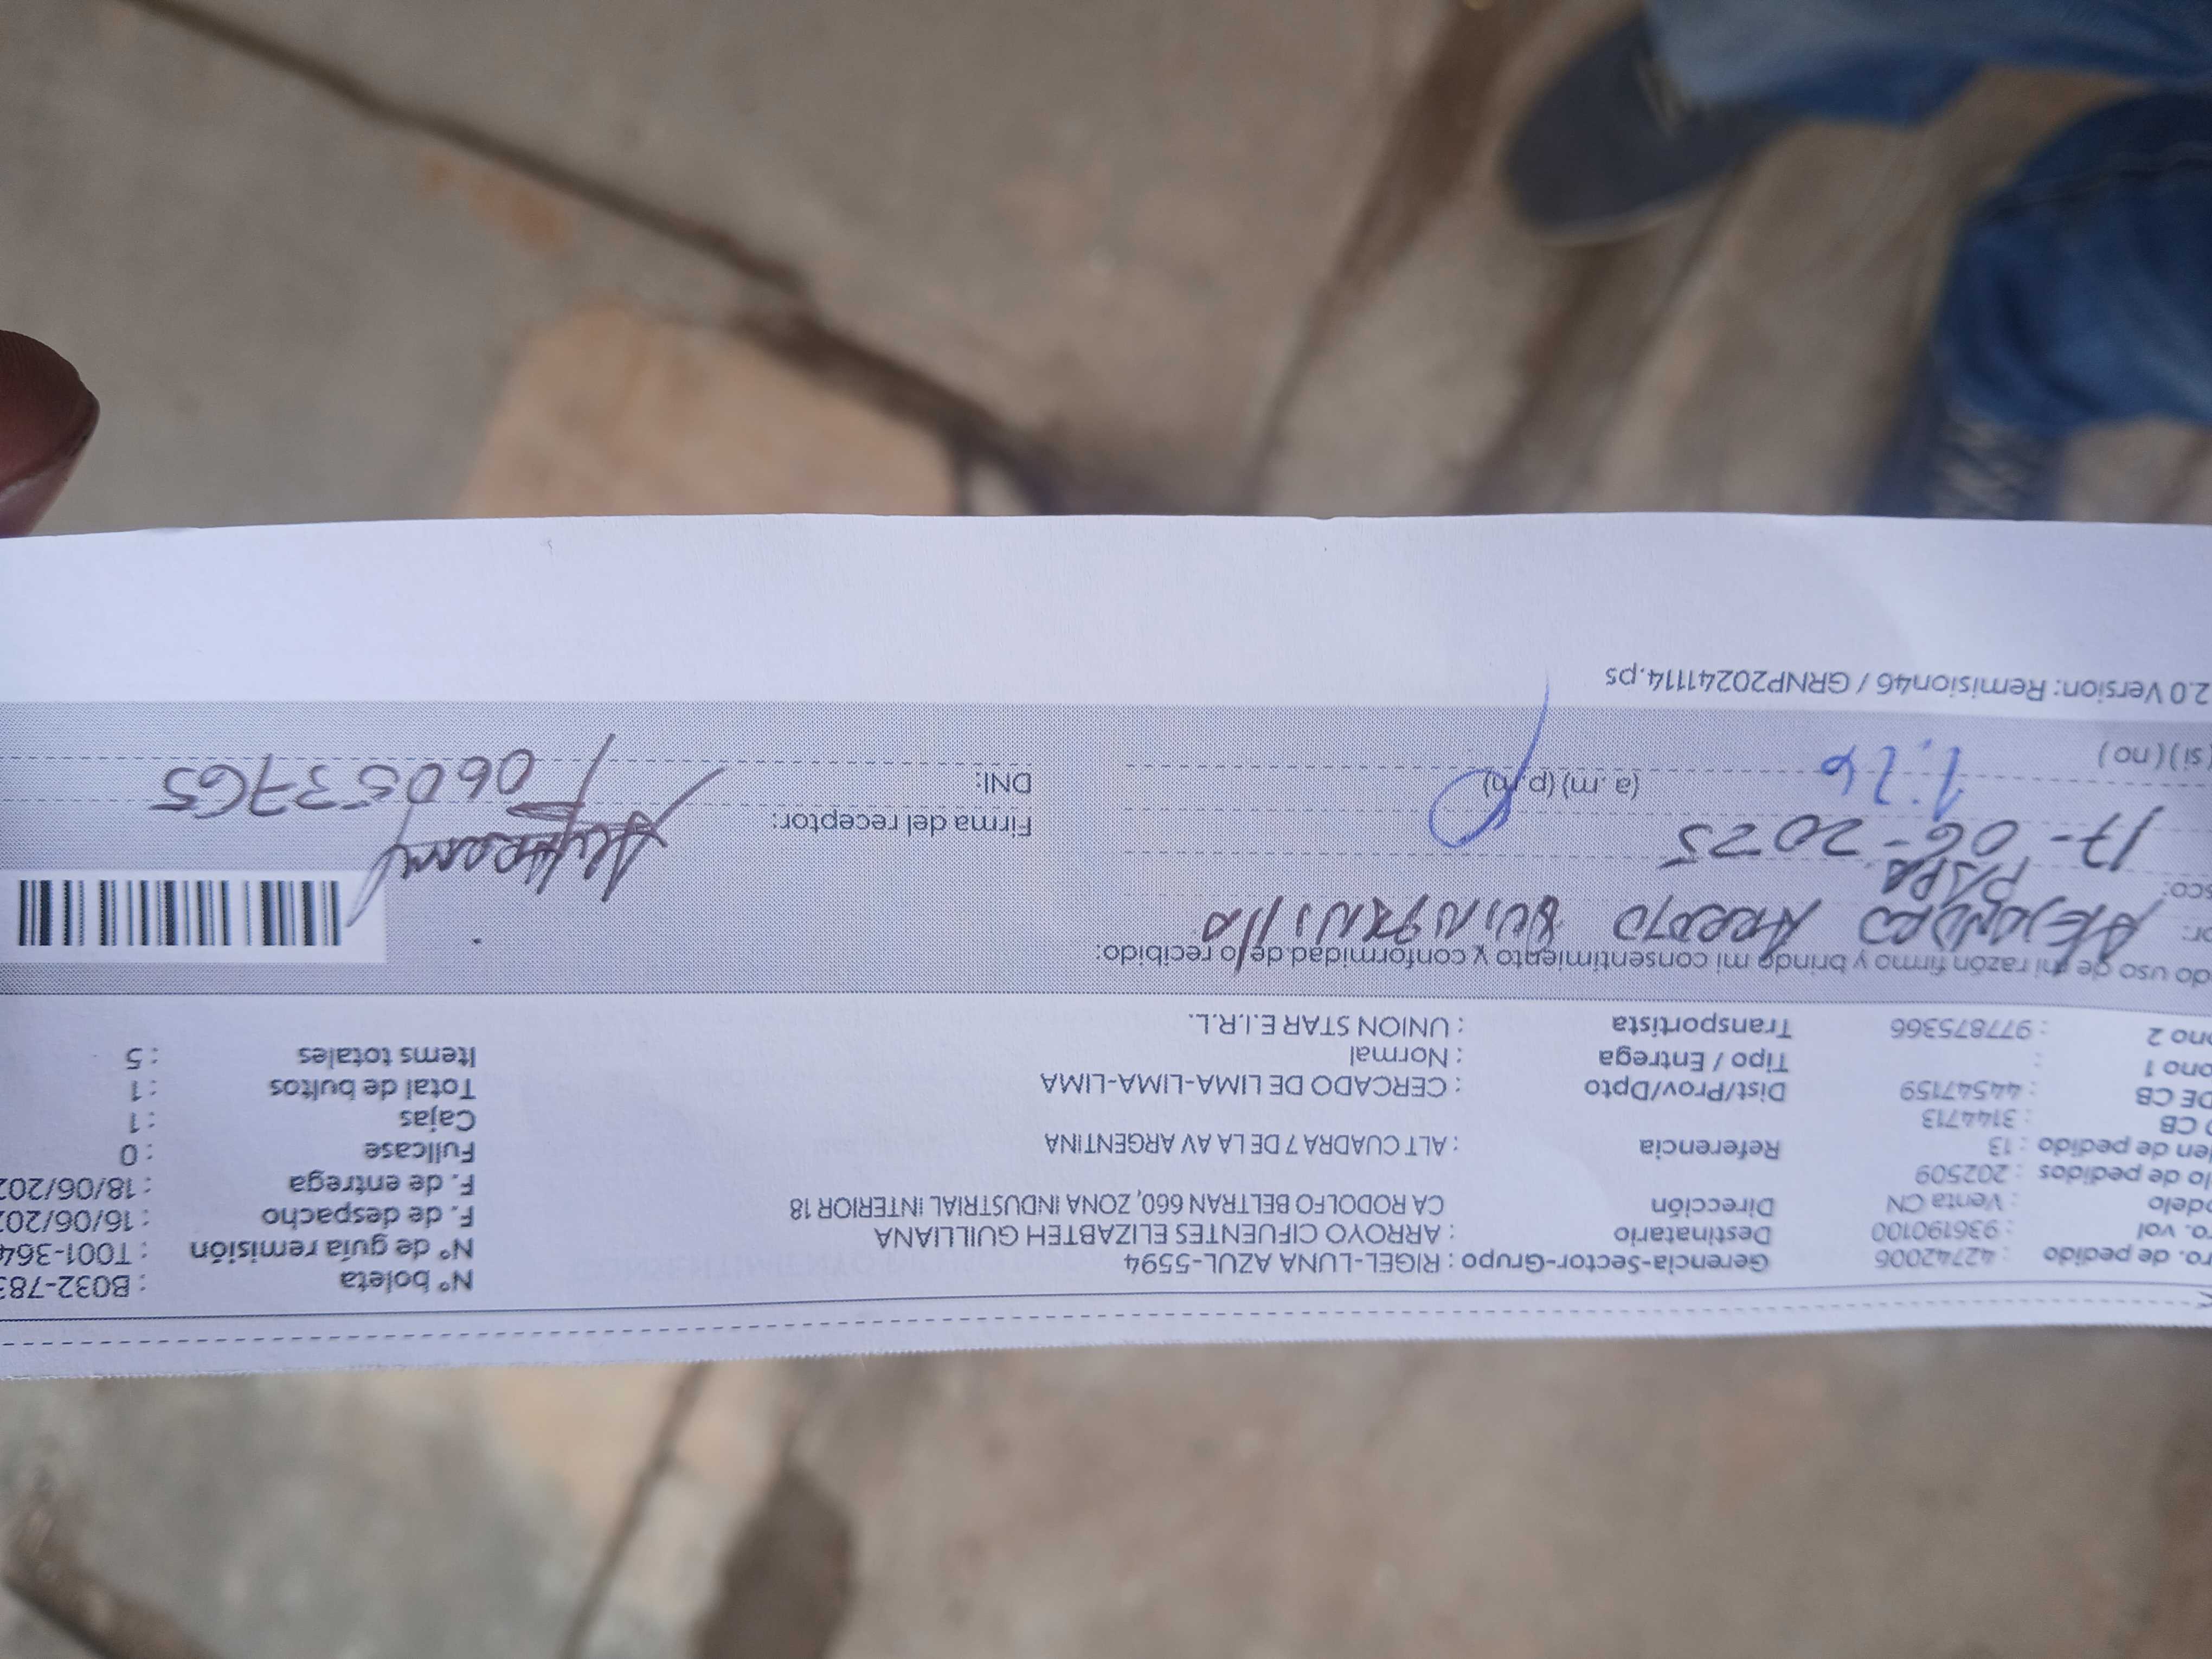 ro. de pedido : 42742006 Gerencia-Sector-Grupo : RIGEL-LUNA AZUL-5594 N° boleta : B032-783
ro. vol : 936190100 Destinatario : ARROYO CIFUENTES ELIZABTEH GUILLIANA N° de guía remisión : T001-364
odelo : Venta CN Dirección CA RODOLFO BELTRAN 660, ZONA INDUSTRIAL INTERIOR 18 F. de despacho : 16/06/202
lo de pedidos : 202509 F. de entrega : 18/06/202
en de pedido : 13 Referencia : ALT CUADRA 7 DE LA AV ARGENTINA Fullcase : 0
O CB : 3144713 Cajas : 1
DE CB : 44547159 Dist/Prov/Dpto : CERCADO DE LIMA-LIMA-LIMA Total de bultos : 1
ono 1 : Tipo / Entrega : Normal Items totales : 5
ono 2 : 977875366 Transportista : UNION STAR E.I.R.L.
do uso de mi razón firmo y brindo mi consentimiento y conformidad de lo recibido:
or: ALEJANDRO ARROYO
sco: PAPA
17-06-2025 Firma del receptor:
1:26 (a.m) (p.m) DNI: 06053765
(si) (no)
2.0 Version: Remision46 / GRNP20241114.ps